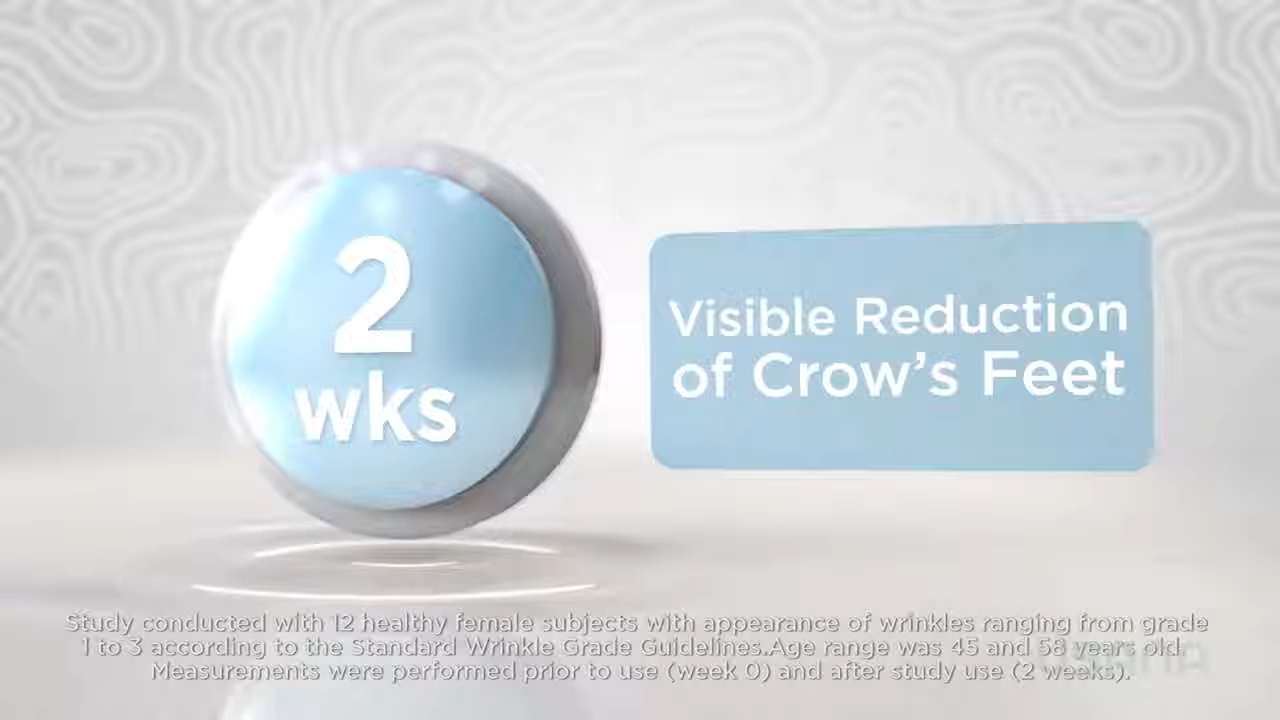 2
wks
Visible Reduction
of Crow's Feet
Study conducted with 12 healthy female subjects with appearance of wrinkles ranging from grade
1 to 3 according to the Standard Wrinkle Grade Guidelines.Age range was 45 and 58 years old.
Measurements were performed prior to use (week 0) and after study use (2 weeks).